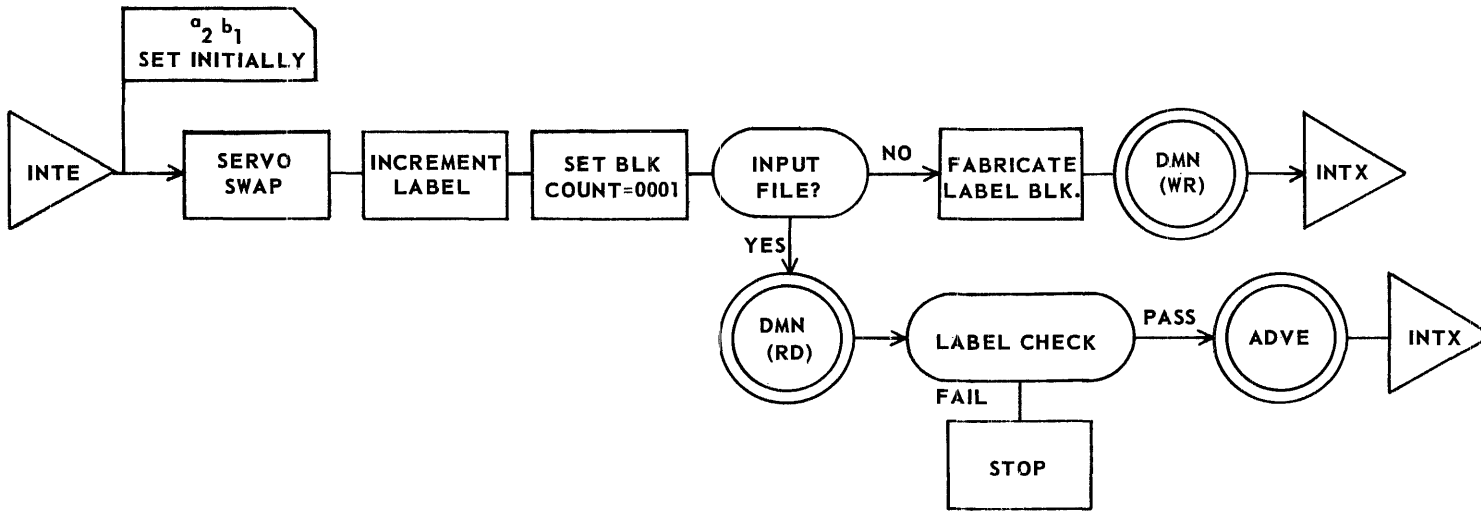 a2 b1
SET INITIALLY
INTE
SERVO
SWAP
INCREMENT
LABEL
SET BLK
COUNT=0001
INPUT
FILE?
NO
FABRICATE
LABEL BLK.
DMN
(WR)
INTX
YES
DMN
(RD)
LABEL CHECK
PASS
ADVE
INTX
FAIL
STOP